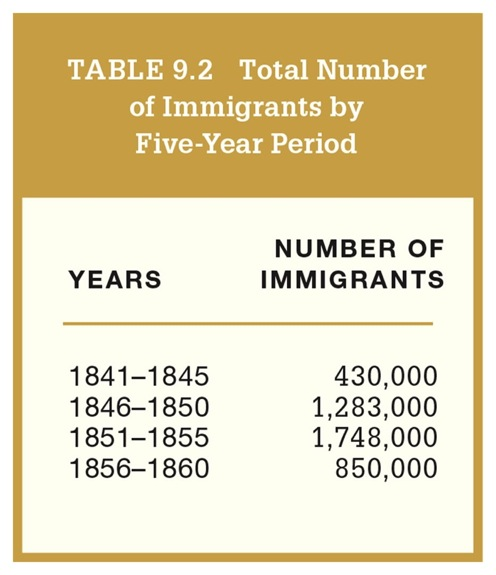 TABLE 9.2 Total Number
of Immigrants by
Five-Year Period
NUMBER OF
YEARS IMMIGRANTS
1841–1845 430,000
1846–1850 1,283,000
1851–1855 1,748,000
1856–1860 850,000